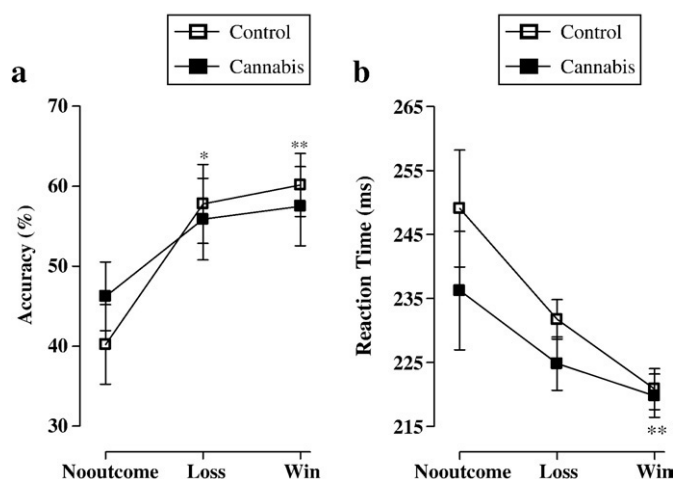 Control
Cannabis
a
Accuracy (%)
70
60
50
40
30
*
**
Nooutcome Loss Win
Control
Cannabis
b
Reaction Time (ms)
265
255
245
235
225
215
**
Nooutcome Loss Win